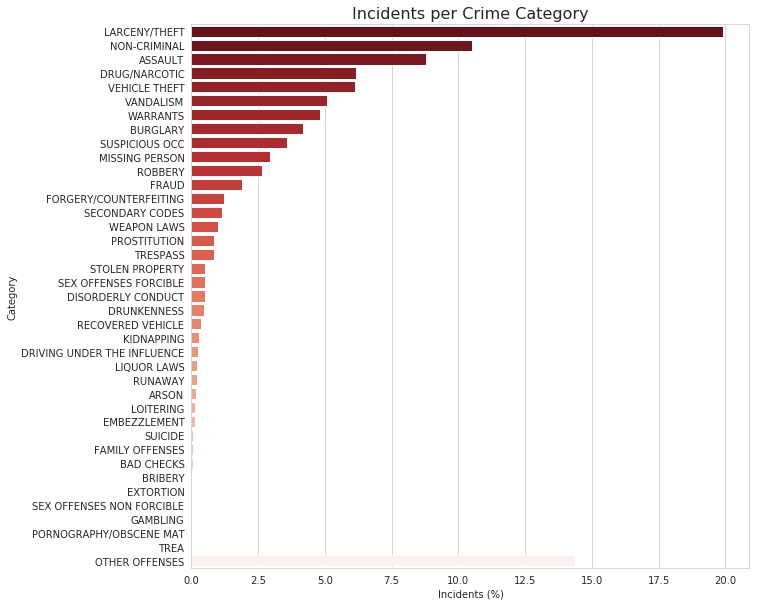 Incidents per Crime Category
LARCENY/THEFT
NON-CRIMINAL
ASSAULT
DRUG/NARCOTIC
VEHICLE THEFT
VANDALISM
WARRANTS
BURGLARY
SUSPICIOUS OCC
MISSING PERSON
ROBBERY
FRAUD
FORGERY/COUNTERFEITING
SECONDARY CODES
WEAPON LAWS
PROSTITUTION
TRESPASS
STOLEN PROPERTY
SEX OFFENSES FORCIBLE
DISORDERLY CONDUCT
DRUNKENNESS
RECOVERED VEHICLE
KIDNAPPING
DRIVING UNDER THE INFLUENCE
LIQUOR LAWS
RUNAWAY
ARSON
LOITERING
EMBEZZLEMENT
SUICIDE
FAMILY OFFENSES
BAD CHECKS
BRIBERY
EXTORTION
SEX OFFENSES NON FORCIBLE
GAMBLING
PORNOGRAPHY/OBSCENE MAT
TREA
OTHER OFFENSES
Category
0.0 2.5 5.0 7.5 10.0 12.5 15.0 17.5 20.0
Incidents (%)